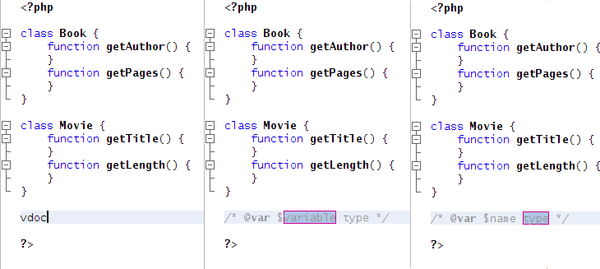 <?php
class Book {
function getAuthor() {
}
function getPages() {
}
}
class Movie {
function getTitle() {
}
function getLength() {
}
}
vdoc
?>
<?php
class Book {
function getAuthor() {
}
function getPages() {
}
}
class Movie {
function getTitle() {
}
function getLength() {
}
}
/* @var $variable type */
?>
<?php
class Book {
function getAuthor() {
}
function getPages() {
}
}
class Movie {
function getTitle() {
}
function getLength() {
}
}
/* @var $name type */
?>